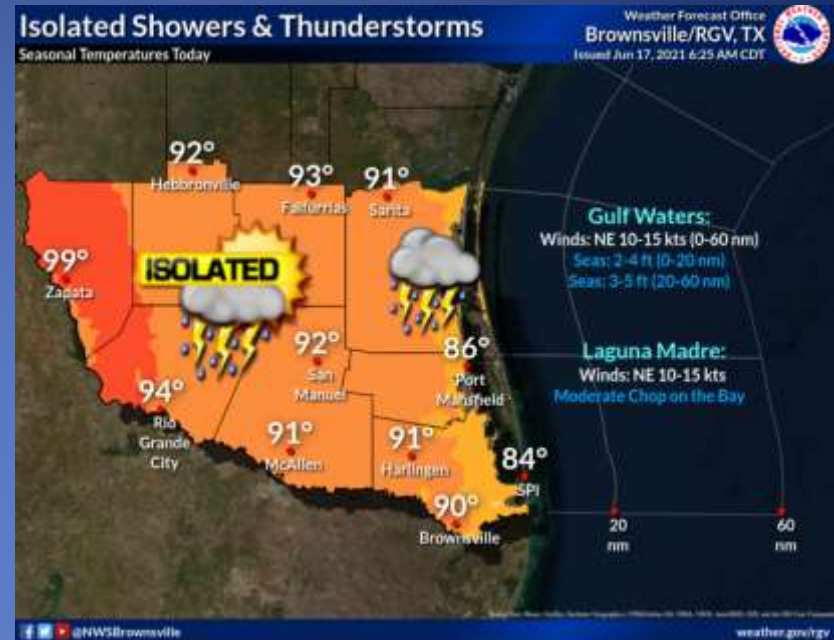 Isolated Showers & Thunderstorms
Seasonal Temperatures Today
Weather Forecast Office
Brownsville/RGV, TX
Issued Jun 17, 2021 6:25 AM CDT
92°
Hebbronville
93°
Falfurrias
91°
Sarita
99°
Zapata
ISOLATED
92°
San
Manuel
86°
Port
Mansfield
94°
Rio
Grande
City
91°
McAllen
91°
Harlingen
84°
SPI
90°
Brownsville
Gulf Waters:
Winds: NE 10-15 kts (0-60 nm)
Seas: 2-4 ft (0-20 nm)
Seas: 3-5 ft (20-60 nm)
Laguna Madre:
Winds: NE 10-15 kts
Moderate Chop on the Bay
20
nm
60
nm
@NWSBrownsville
weather.gov/rgv